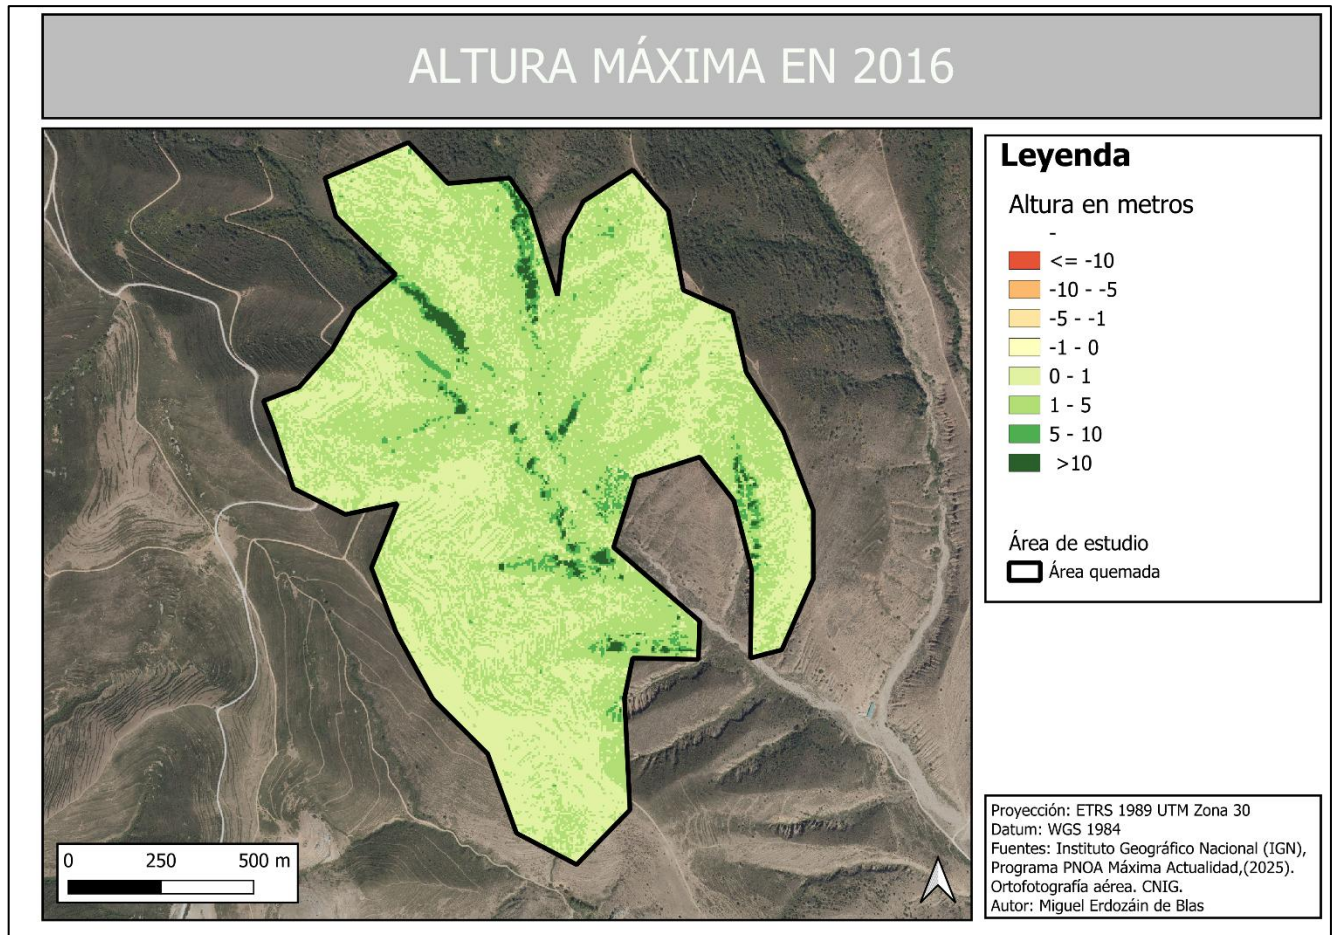 ALTURA MÁXIMA EN 2016
Leyenda
Altura en metros
-
<= -10
-10 - -5
-5 - -1
-1 - 0
0 - 1
1 - 5
5 - 10
>10
Área de estudio
Área quemada
0 250 500 m
Proyección: ETRS 1989 UTM Zona 30
Datum: WGS 1984
Fuentes: Instituto Geográfico Nacional (IGN),
Programa PNOA Máxima Actualidad,(2025).
Ortofotografía aérea. CNIG.
Autor: Miguel Erdozáin de Blas